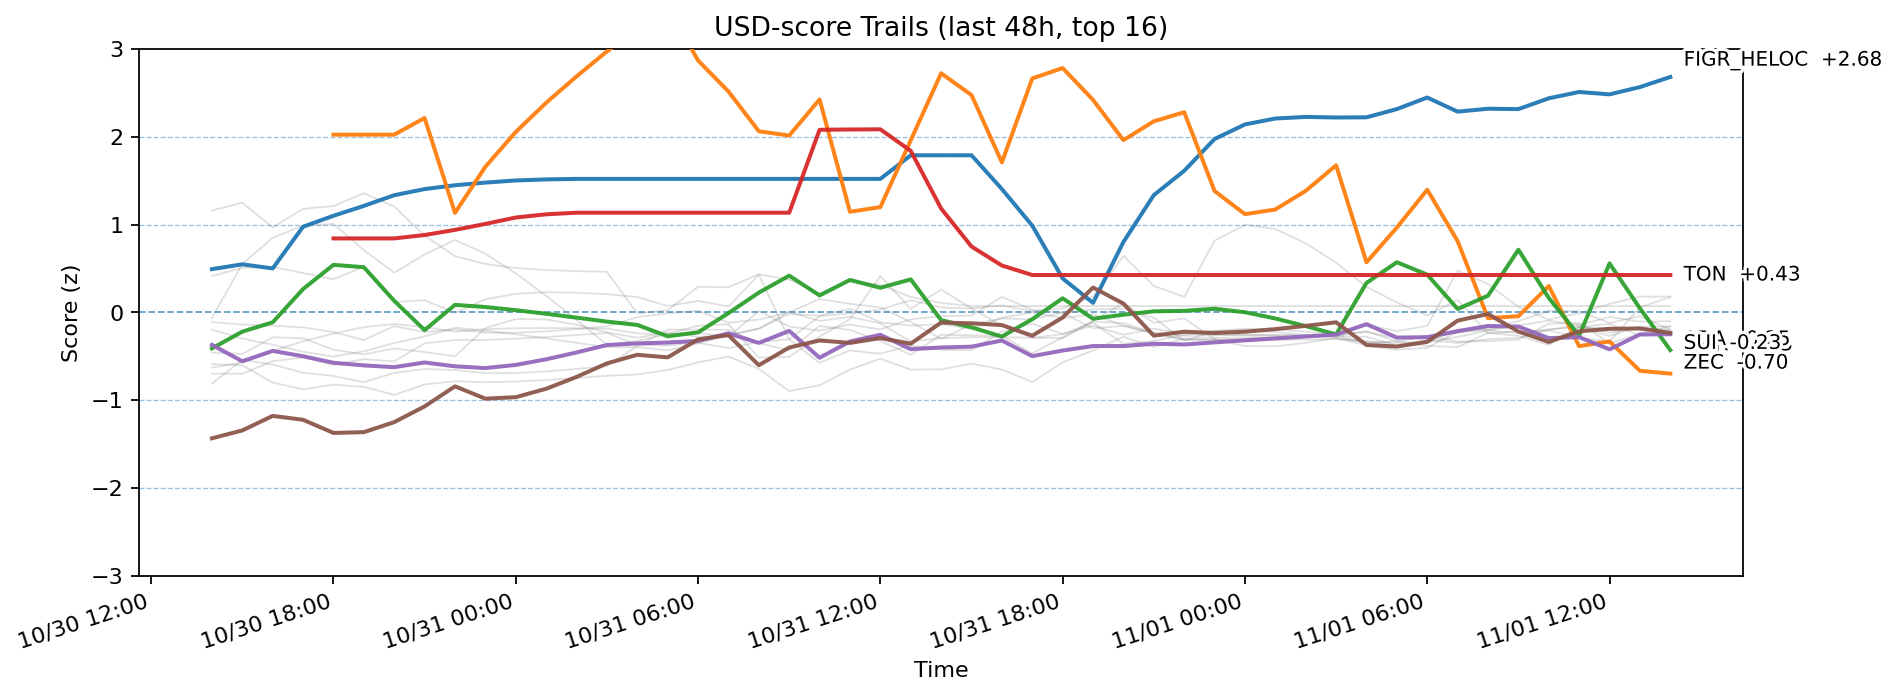 USD-score Trails (last 48h, top 16)
Score (z)
3
2
1
0
−1
−2
−3
FIGR_HELOC +2.68
TON +0.43
ZEC -0.70
10/30 12:00
10/30 18:00
10/31 00:00
10/31 06:00
10/31 12:00
10/31 18:00
11/01 00:00
11/01 06:00
11/01 12:00
Time